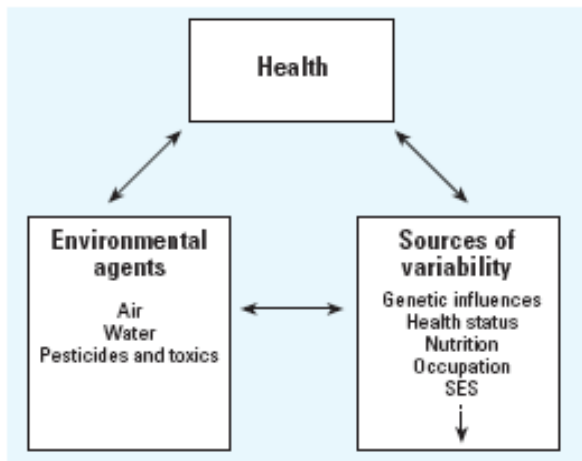 Health
Environmental
agents
Air
Water
Pesticides and toxics
Sources of
variability
Genetic influences
Health status
Nutrition
Occupation
SES